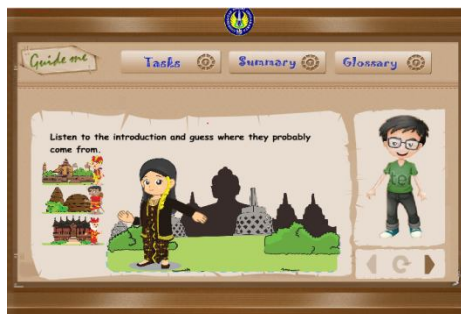 Guide me
Tasks
Summary
Glossary
Listen to the introduction and guess where they probably
come from.